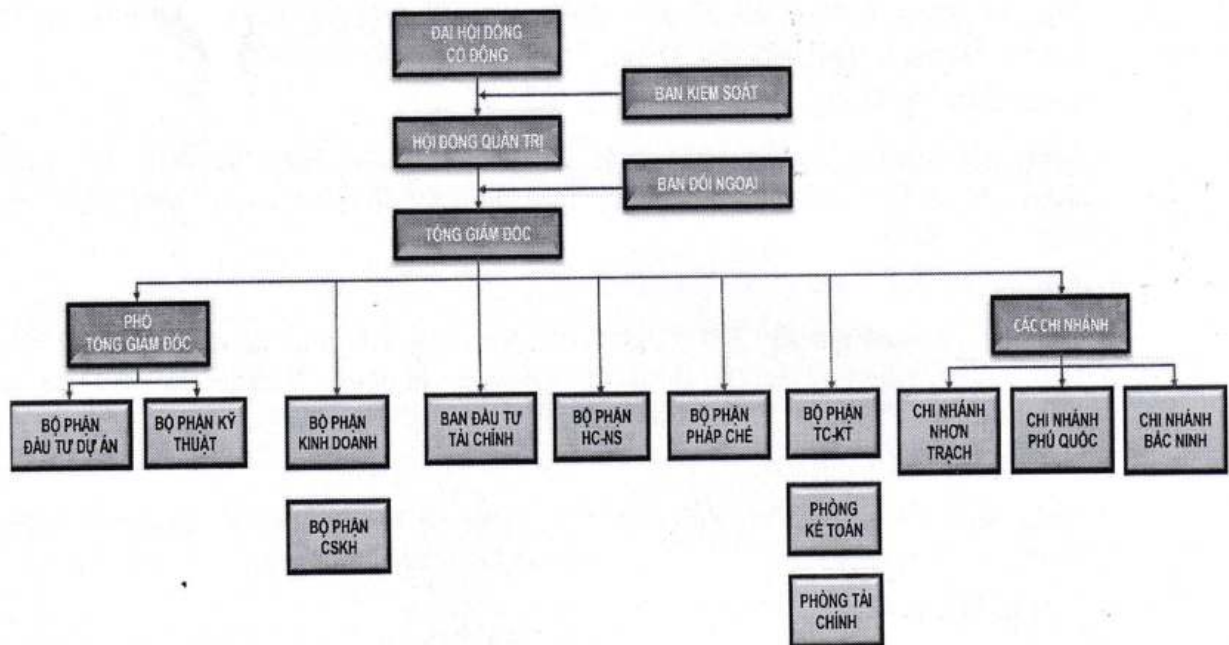 ĐẠI HỘI ĐỒNG
CỔ ĐÔNG
BAN KIỂM SOÁT
HỘI ĐỒNG QUẢN TRỊ
BAN ĐỐI NGOẠI
TỔNG GIÁM ĐỐC
PHÓ
TỔNG GIÁM ĐỐC
CÁC CHI NHÁNH
BỘ PHẬN
ĐẦU TƯ DỰ ÁN
BỘ PHẬN KỸ
THUẬT
BỘ PHẬN
KINH DOANH
BAN ĐẦU TƯ
TÀI CHÍNH
BỘ PHẬN
HC-NS
BỘ PHẬN
PHÁP CHẾ
BỘ PHẬN
TC-KT
CHI NHÁNH
NHƠN
TRẠCH
CHI NHÁNH
PHÚ QUỐC
CHI NHÁNH
BẮC NINH
BỘ PHẬN
CSKH
PHÒNG
KẾ TOÁN
PHÒNG TÀI
CHÍNH